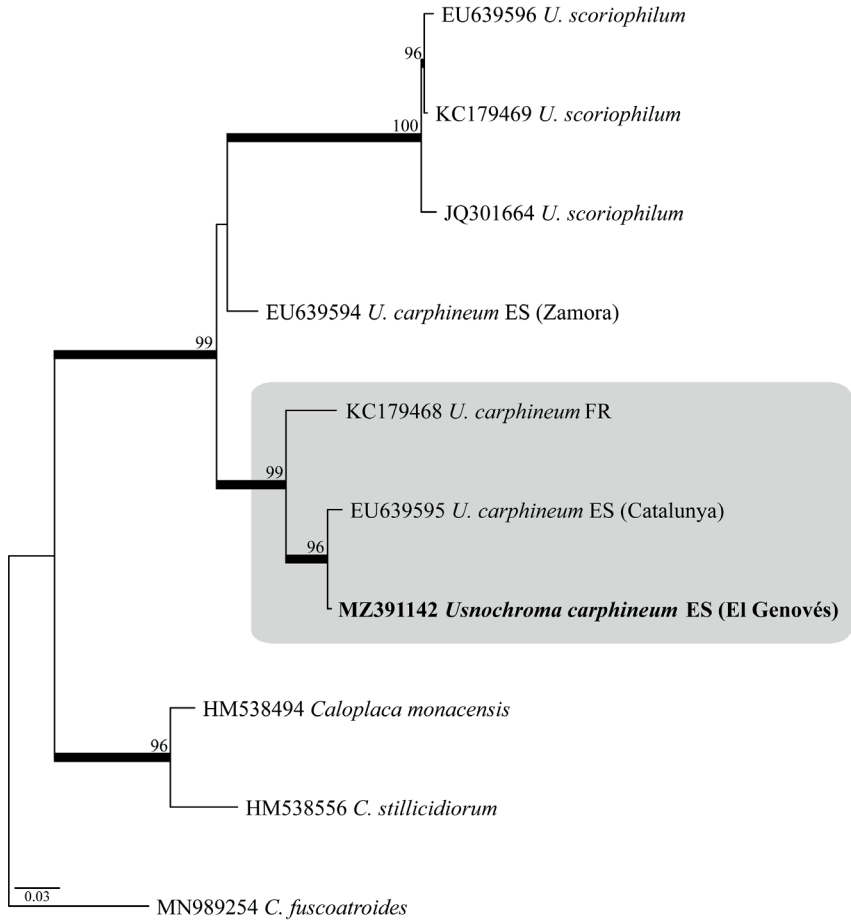 EU639596 U. scoriophilum
96
KC179469 U. scoriophilum
100
JQ301664 U. scoriophilum
EU639594 U. carphineum ES (Zamora)
99
KC179468 U. carphineum FR
99
EU639595 U. carphineum ES (Catalunya)
96
MZ391142 Usnochroma carphineum ES (El Genovés)
HM538494 Caloplaca monacensis
96
HM538556 C. stillicidiorum
0.03
MN989254 C. fuscoatroides